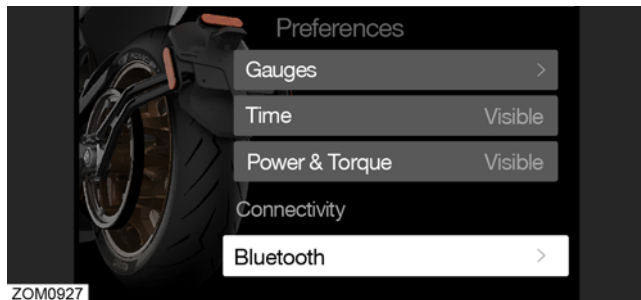 Preferences
Gauges >
Time Visible
Power & Torque Visible
Connectivity
Bluetooth >
ZOM0927